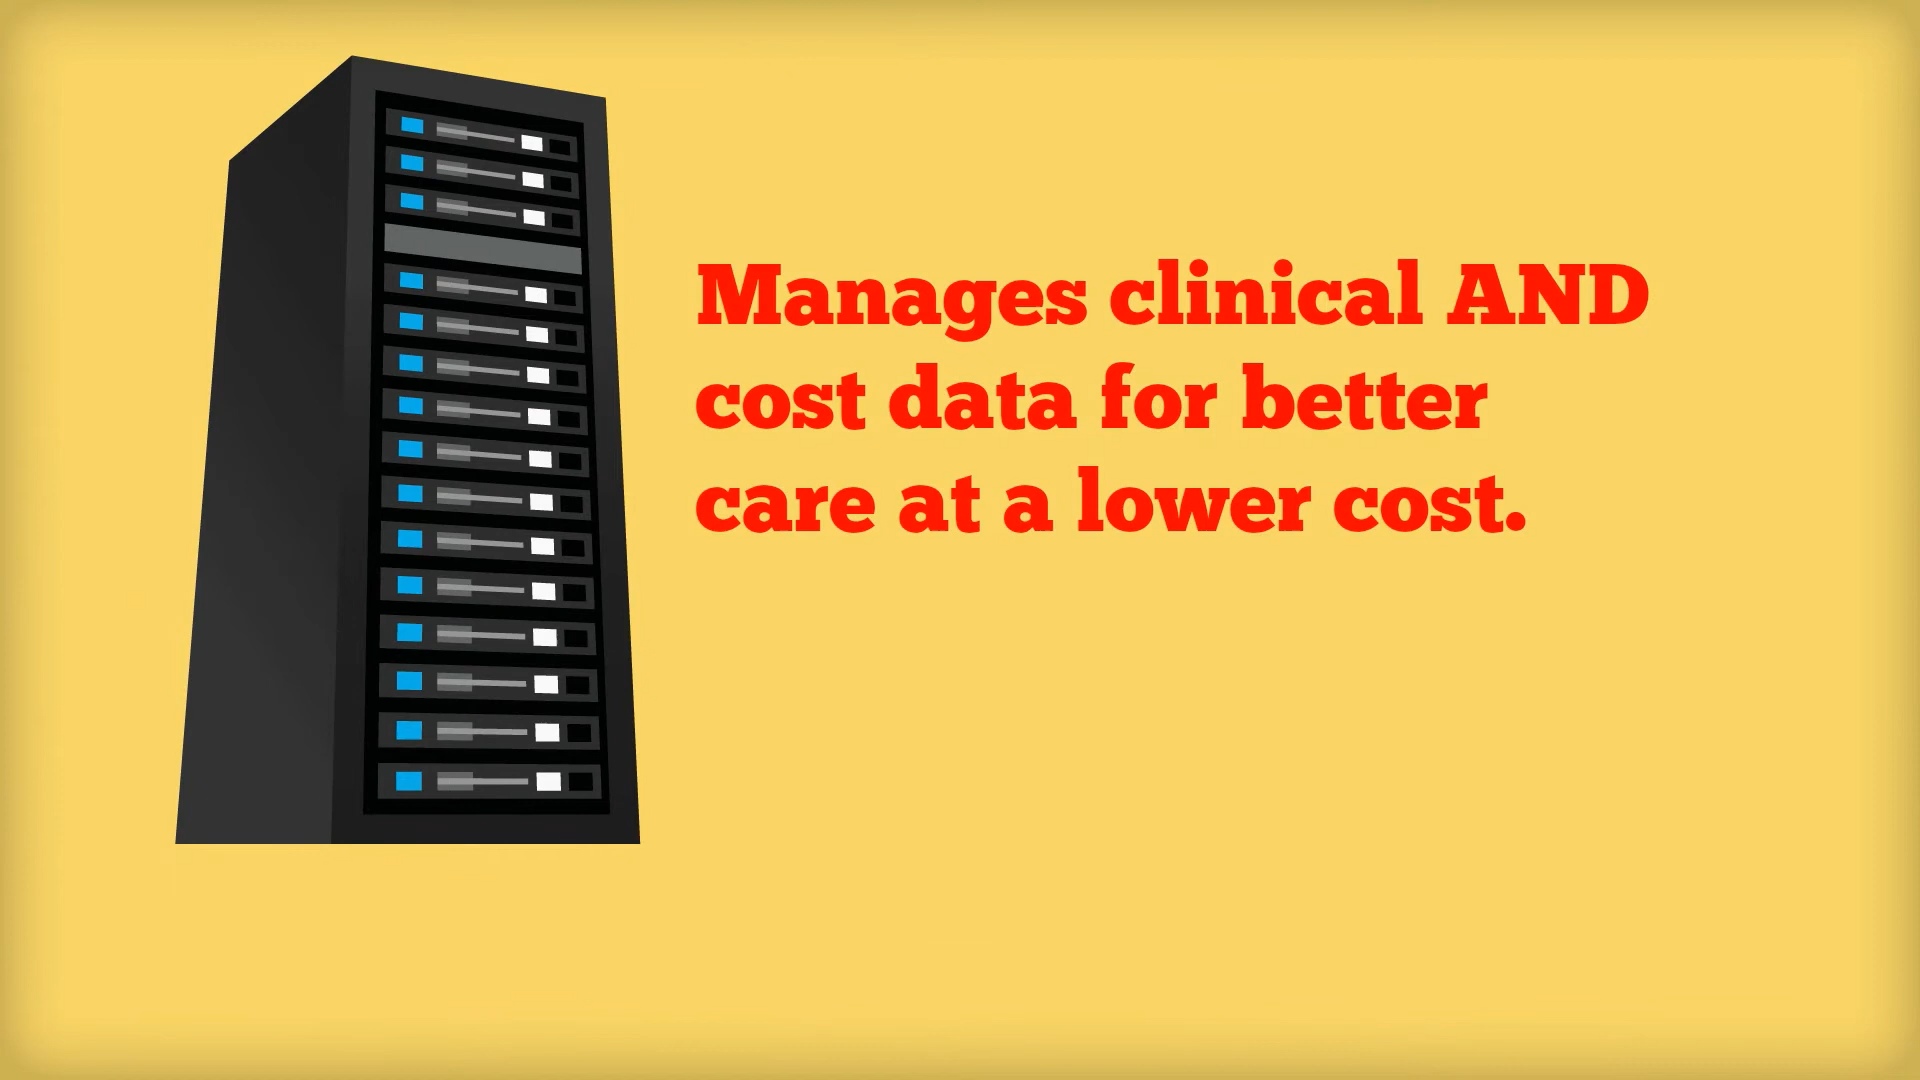 Manages clinical AND
cost data for better
care at a lower cost.